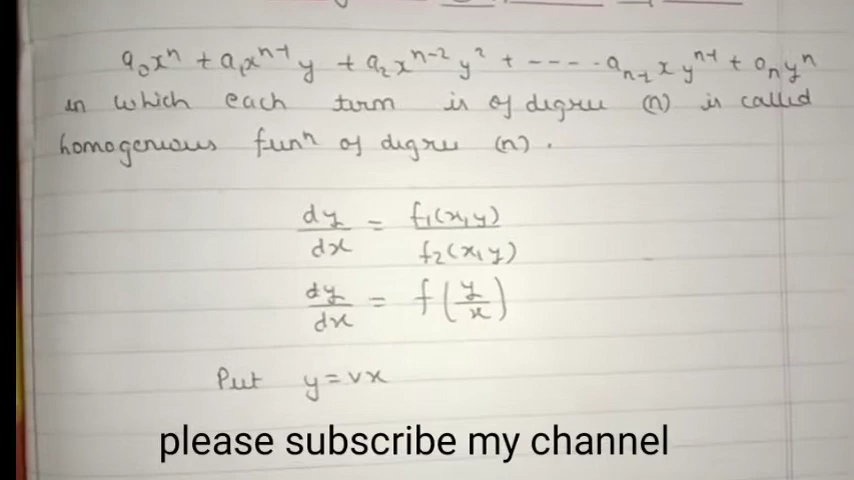 a₀xⁿ + a₁xⁿ⁻¹y + a₂xⁿ⁻²y² + ---- . aₙ₋₁xyⁿ⁻¹ + aₙyⁿ
in which each term is of degree (n) is called
homogenious funⁿ of degree (n).
dy/dx = f₁(x,y)/f₂(x,y)
dy/dx = f(y/x)
Put y = vx
please subscribe my channel